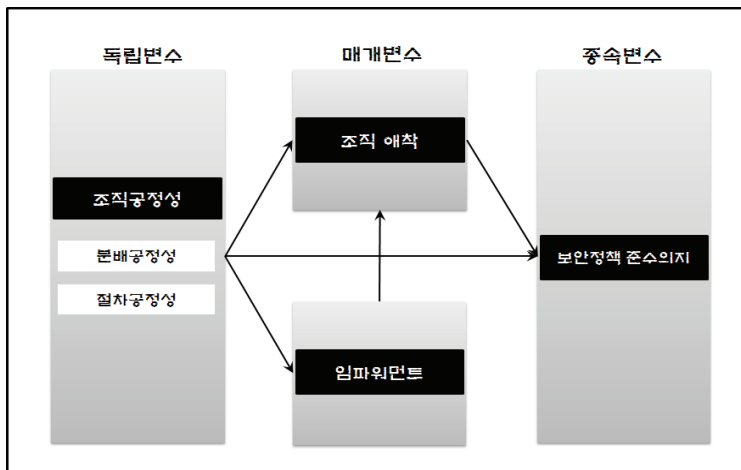 독립변수
매개변수
종속변수
조직공정성
분배공정성
절차공정성
조직 애착
임파워먼트
보안정책 준수의지